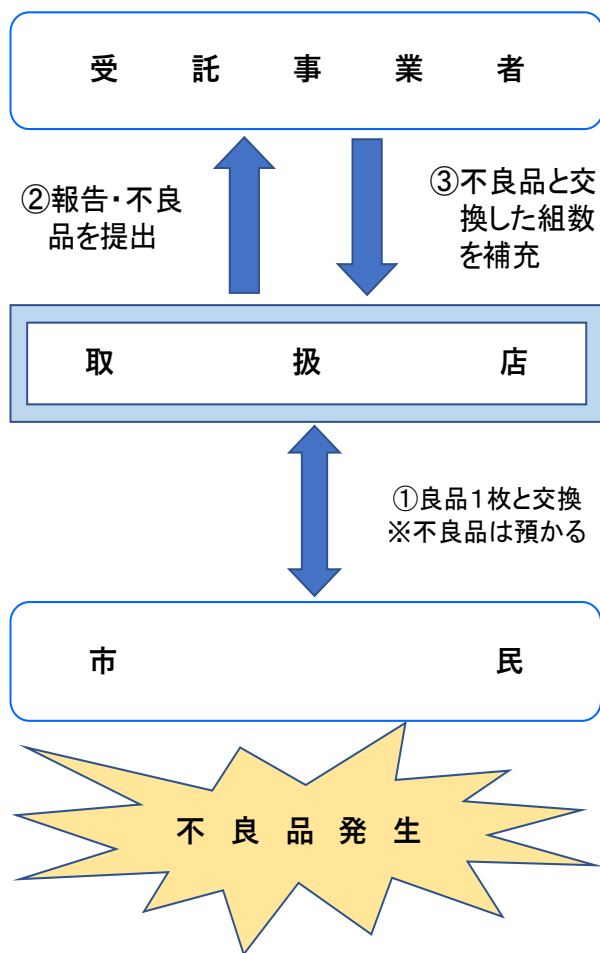 受託事業者
②報告・不良
品を提出
③不良品と交
換した組数
を補充
取扱店
①良品１枚と交換
※不良品は預かる
市民
不良品発生